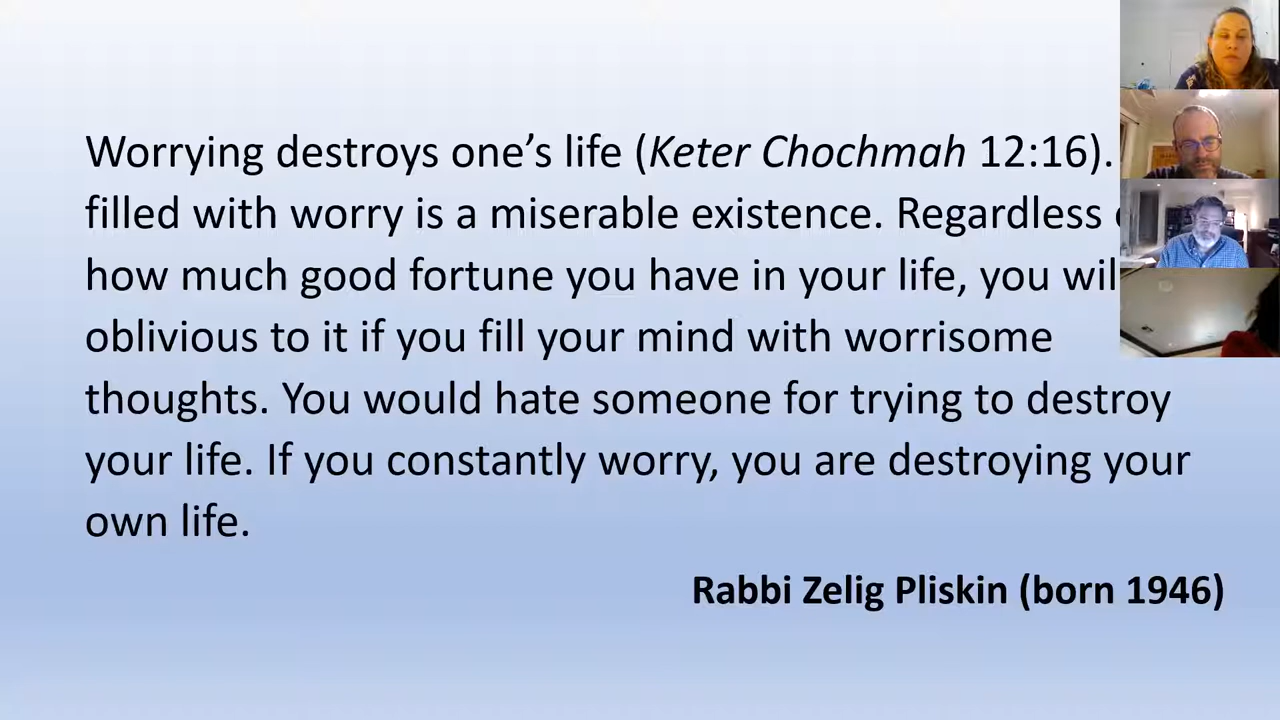 Worrying destroys one’s life (Keter Chochmah 12:16).
filled with worry is a miserable existence. Regardless
how much good fortune you have in your life, you
oblivious to it if you fill your mind with worrisome
thoughts. You would hate someone for trying to destroy
your life. If you constantly worry, you are destroying your
own life.
Rabbi Zelig Pliskin (born 1946)